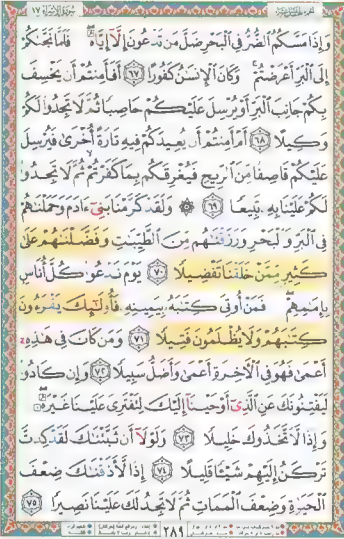 سورة الإسراء ١٧
وَإِذَا مَسَّكُمُ ٱلضُّرُّ فِى ٱلْبَحْرِ ضَلَّ مَن تَدْعُونَ إِلَّآ إِيَّاهُ ۖ فَلَمَّا نَجَّىٰكُمْ
إِلَى ٱلْبَرِّ أَعْرَضْتُمْ ۚ وَكَانَ ٱلْإِنسَـٰنُ كَفُورًا ٦٧ أَفَأَمِنتُمْ أَن يَخْسِفَ
بِكُمْ جَانِبَ ٱلْبَرِّ أَوْ يُرْسِلَ عَلَيْكُمْ حَاصِبًا ثُمَّ لَا تَجِدُوا۟ لَكُمْ
وَكِيلًا ٦٨ أَمْ أَمِنتُمْ أَن يُعِيدَكُمْ فِيهِ تَارَةً أُخْرَىٰ فَيُرْسِلَ
عَلَيْكُمْ قَاصِفًا مِّنَ ٱلرِّيحِ فَيُغْرِقَكُم بِمَا كَفَرْتُمْ ۙ ثُمَّ لَا تَجِدُوا۟
لَكُمْ عَلَيْنَا بِهِۦ تَبِيعًا ٦٩ ۞ وَلَقَدْ كَرَّمْنَا بَنِىٓ ءَادَمَ وَحَمَلْنَـٰهُمْ
فِى ٱلْبَرِّ وَٱلْبَحْرِ وَرَزَقْنَـٰهُم مِّنَ ٱلطَّيِّبَـٰتِ وَفَضَّلْنَـٰهُمْ عَلَىٰ
كَثِيرٍ مِّمَّنْ خَلَقْنَا تَفْضِيلًا ٧٠ يَوْمَ نَدْعُوا۟ كُلَّ أُنَاسٍۭ
بِإِمَـٰمِهِمْ ۖ فَمَنْ أُوتِىَ كِتَـٰبَهُۥ بِيَمِينِهِۦ فَأُو۟لَـٰٓئِكَ يَقْرَءُونَ
كِتَـٰبَهُمْ وَلَا يُظْلَمُونَ فَتِيلًا ٧١ وَمَن كَانَ فِى هَـٰذِهِۦٓ
أَعْمَىٰ فَهُوَ فِى ٱلْـَٔاخِرَةِ أَعْمَىٰ وَأَضَلُّ سَبِيلًا ٧٢ وَإِن كَادُوا۟
لَيَفْتِنُونَكَ عَنِ ٱلَّذِىٓ أَوْحَيْنَآ إِلَيْكَ لِتَفْتَرِىَ عَلَيْنَا غَيْرَهُۥ ۖ
وَإِذًا لَّٱتَّخَذُوكَ خَلِيلًا ٧٣ وَلَوْلَآ أَن ثَبَّتْنَـٰكَ لَقَدْ كِدتَّ
تَرْكَنُ إِلَيْهِمْ شَيْـًٔا قَلِيلًا ٧٤ إِذًا لَّأَذَقْنَـٰكَ ضِعْفَ
ٱلْحَيَوٰةِ وَضِعْفَ ٱلْمَمَاتِ ثُمَّ لَا تَجِدُ لَكَ عَلَيْنَا نَصِيرًا ٧٥
٢٨٩